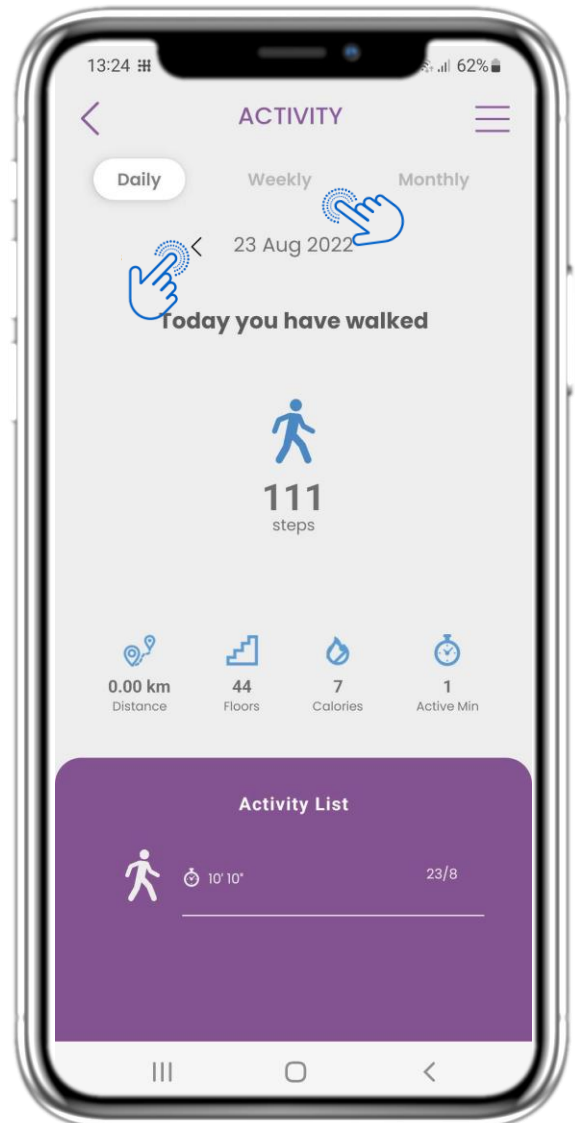 13:24 62%
ACTIVITY
Daily Weekly Monthly
23 Aug 2022
Today you have walked
111
steps
0.00 km 44 7 1
Distance Floors Calories Active Min
Activity List
10' 10" 23/8